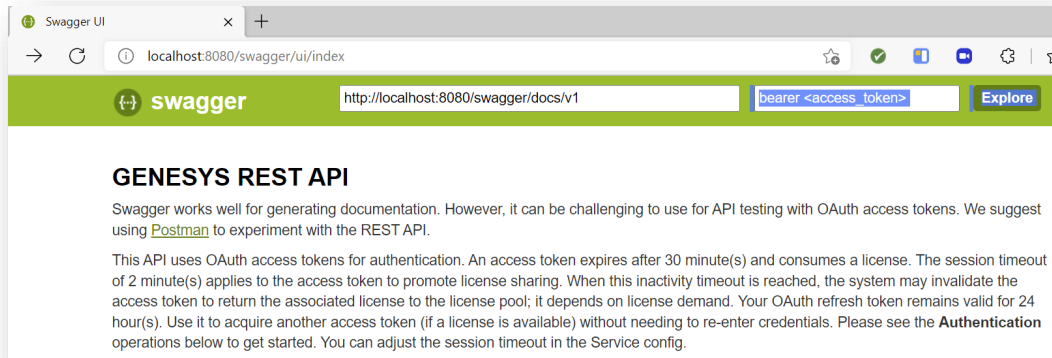 Swagger UI
localhost:8080/swagger/ui/index
swagger
http://localhost:8080/swagger/docs/v1
bearer <access_token>
Explore
GENESYS REST API
Swagger works well for generating documentation. However, it can be challenging to use for API testing with OAuth access tokens. We suggest
using Postman to experiment with the REST API.
This API uses OAuth access tokens for authentication. An access token expires after 30 minute(s) and consumes a license. The session timeout
of 2 minute(s) applies to the access token to promote license sharing. When this inactivity timeout is reached, the system may invalidate the
access token to return the associated license to the license pool; it depends on license demand. Your OAuth refresh token remains valid for 24
hour(s). Use it to acquire another access token (if a license is available) without needing to re-enter credentials. Please see the Authentication
operations below to get started. You can adjust the session timeout in the Service config.